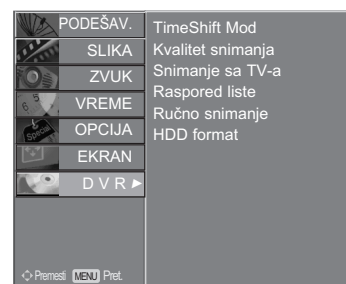 PODEŠAV.
SLIKA
ZVUK
VREME
OPCIJA
EKRAN
D V R ►
TimeShift Mod
Kvalitet snimanja
Snimanje sa TV-a
Raspored liste
Ručno snimanje
HDD format
Premesti MENU Pret.
Special